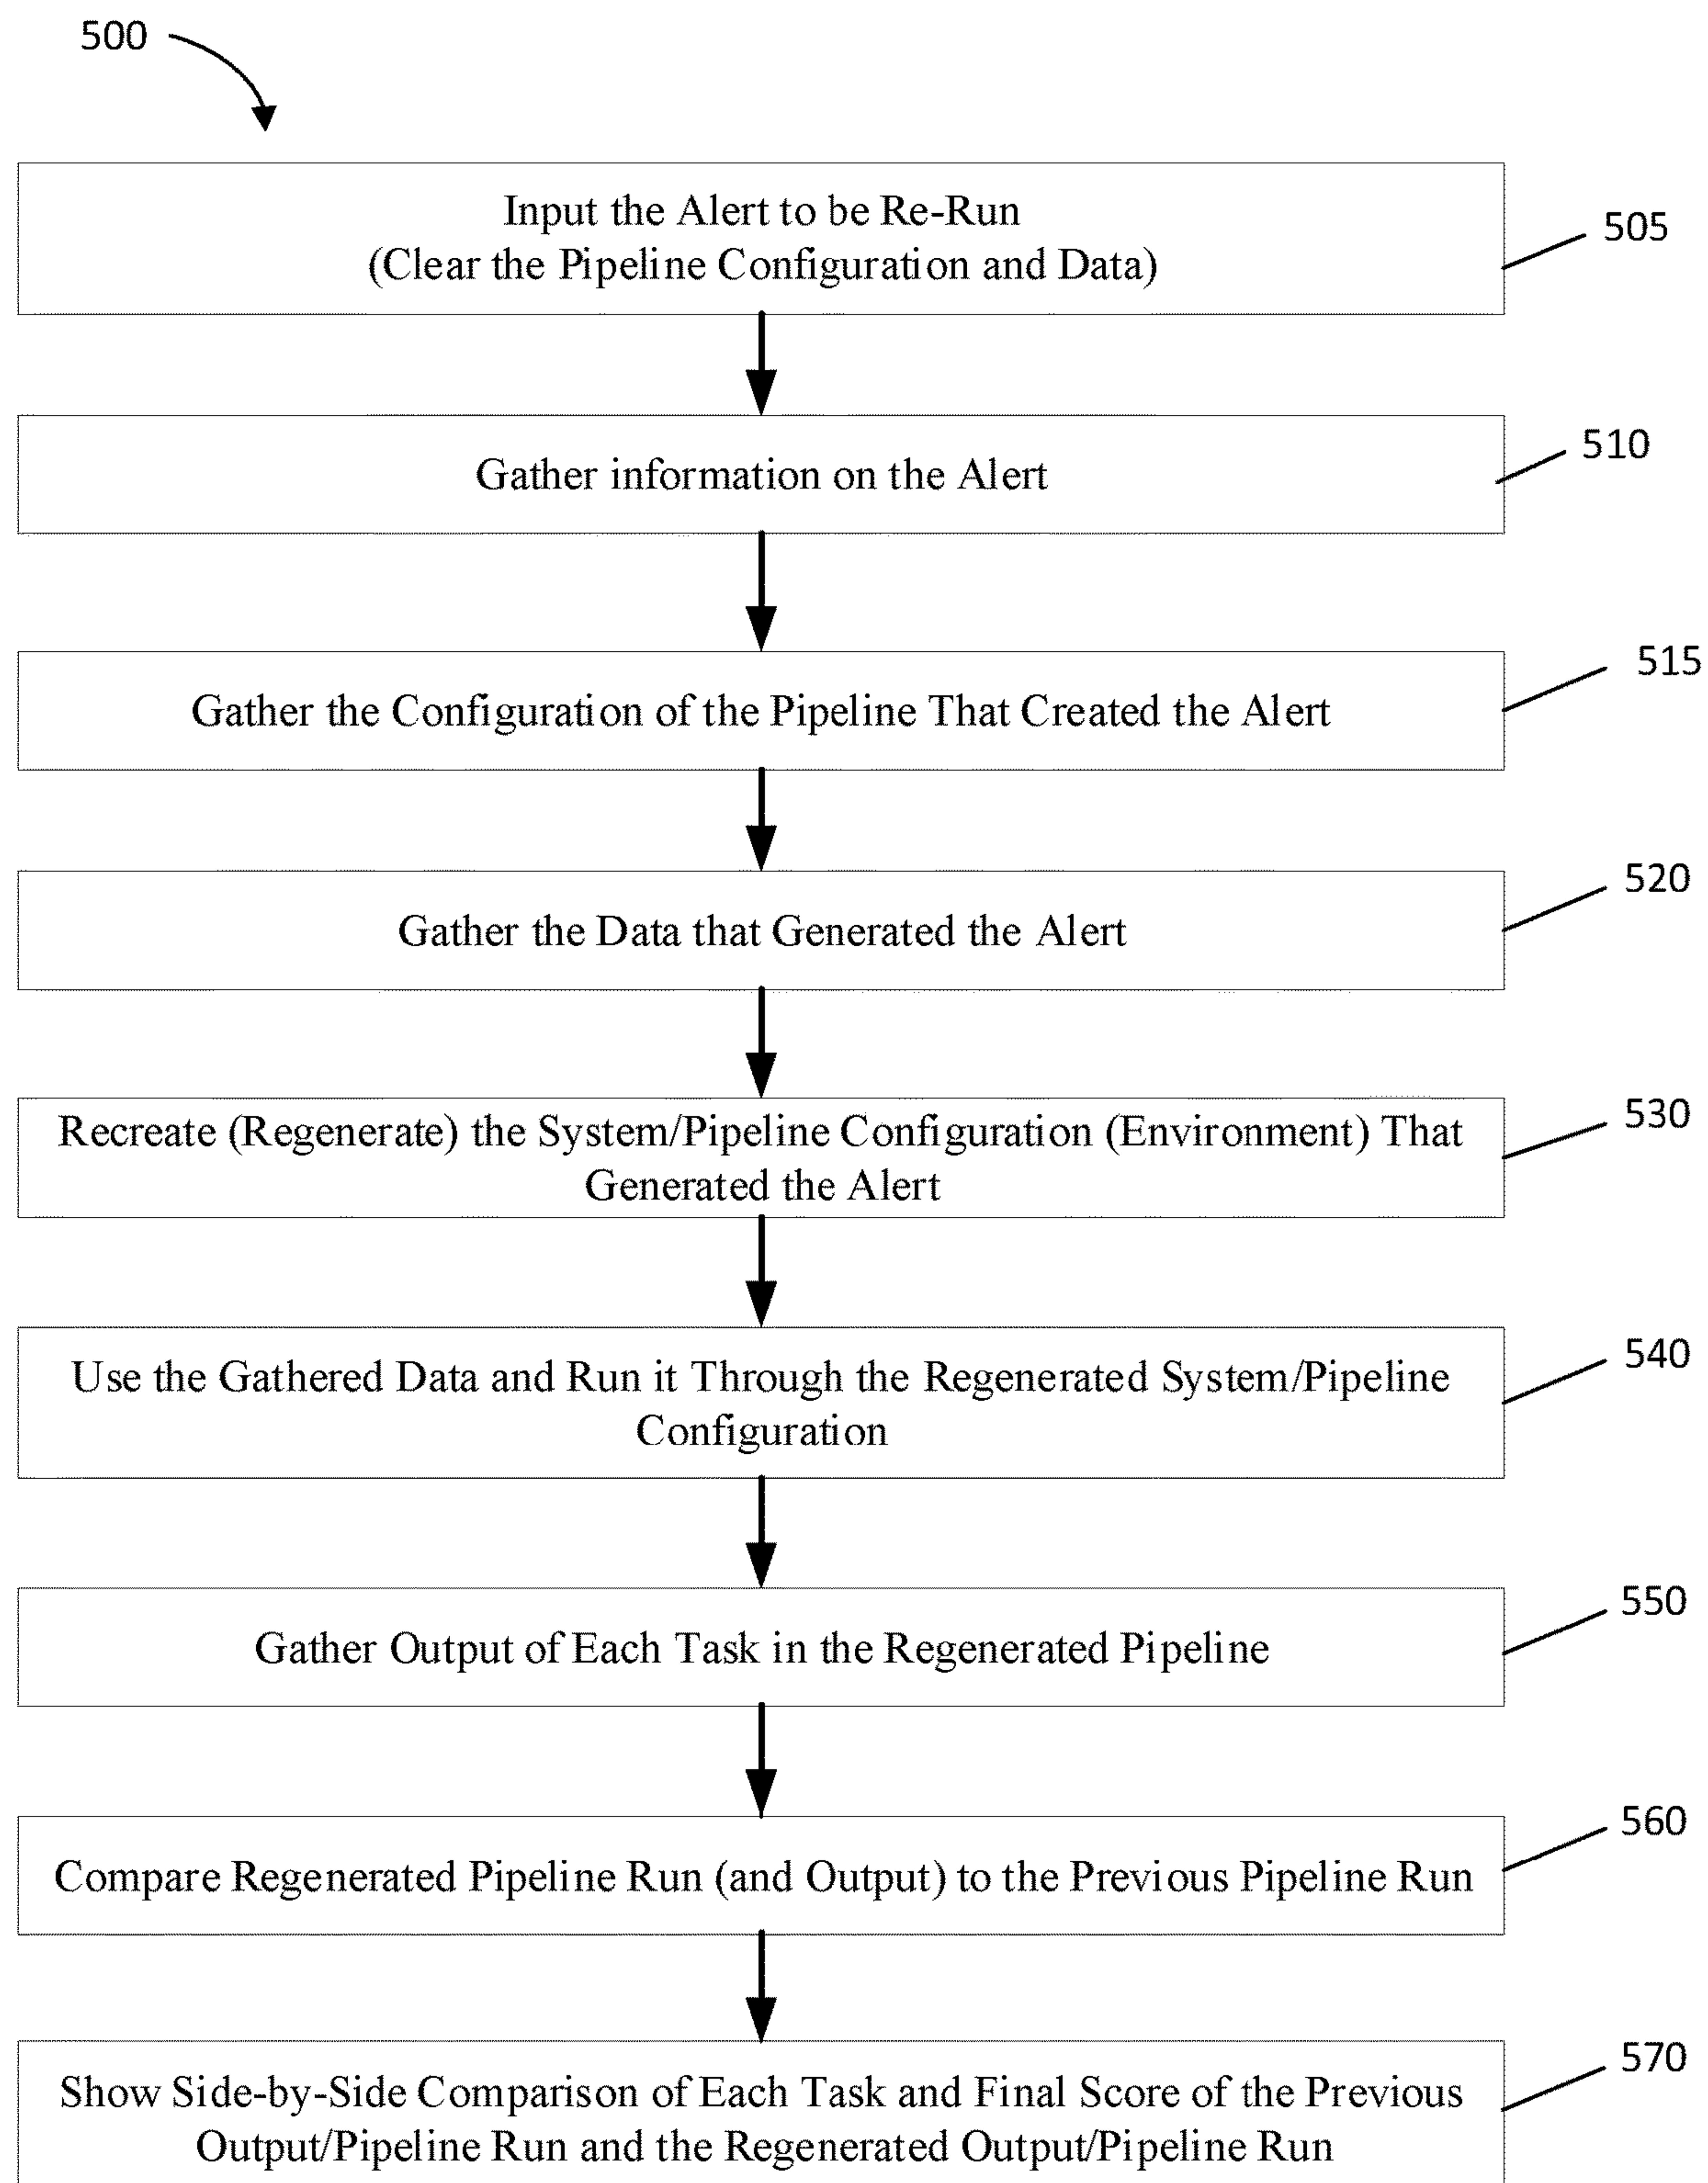 500
Input the Alert to be Re-Run
(Clear the Pipeline Configuration and Data)
505
Gather information on the Alert
510
Gather the Configuration of the Pipeline That Created the Alert
515
Gather the Data that Generated the Alert
520
Recreate (Regenerate) the System/Pipeline Configuration (Environment) That
Generated the Alert
530
Use the Gathered Data and Run it Through the Regenerated System/Pipeline
Configuration
540
Gather Output of Each Task in the Regenerated Pipeline
550
Compare Regenerated Pipeline Run (and Output) to the Previous Pipeline Run
560
Show Side-by-Side Comparison of Each Task and Final Score of the Previous
Output/Pipeline Run and the Regenerated Output/Pipeline Run
570